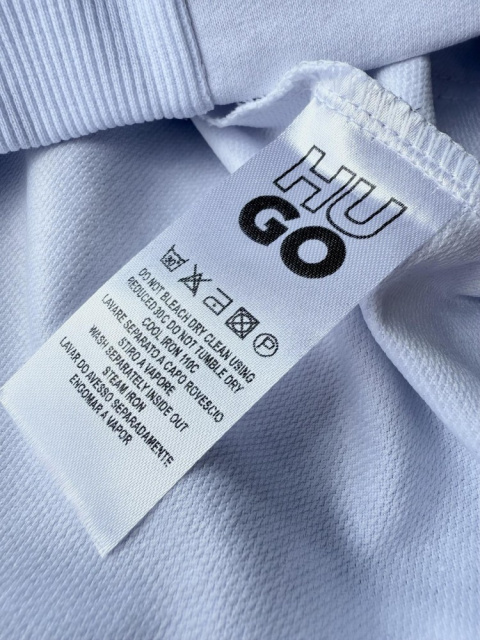 HU
GO
30°
P
DO NOT BLEACH DRY CLEAN USING
REDUCED 30C DO NOT TUMBLE DRY
COOL IRON 110C
LAVARE SEPARATO A CAPO ROVESCIO
STIRO A VAPORE
WASH SEPARATELY INSIDE OUT
STEAM IRON
LAVAR DO AVESSO SEPARADAMENTE
ENGOMAR A VAPOR